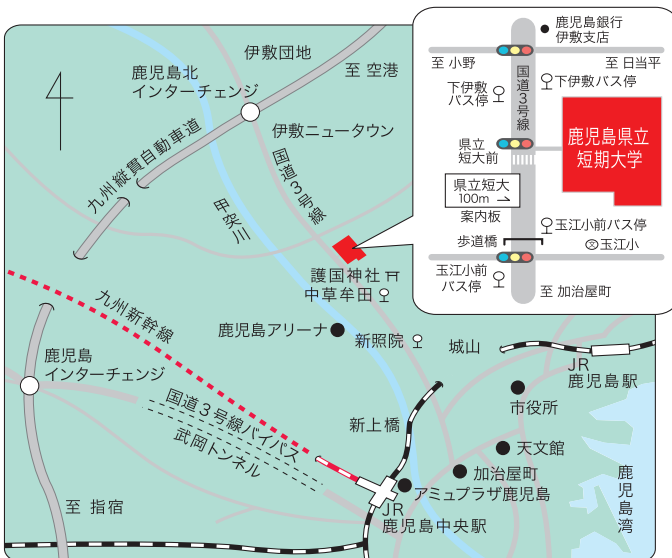 鹿児島銀行
伊敷支店
至 小野
至 日当平
国道3号線
下伊敷
バス停
下伊敷バス停
県立
短大前
鹿児島県立
短期大学
県立短大
100m →
案内板
玉江小前バス停
歩道橋
文
玉江小
玉江小前
バス停
至 加治屋町
伊敷団地
鹿児島北
インターチェンジ
至 空港
伊敷ニュータウン
九州縦貫自動車道
国道3号線
甲突川
護国神社
中草牟田
九州新幹線
鹿児島アリーナ
新照院
城山
JR
鹿児島駅
鹿児島
インターチェンジ
国道3号線バイパス
武岡トンネル
新上橋
市役所
天文館
加治屋町
アミュプラザ鹿児島
JR
鹿児島中央駅
至 指宿
鹿児島湾